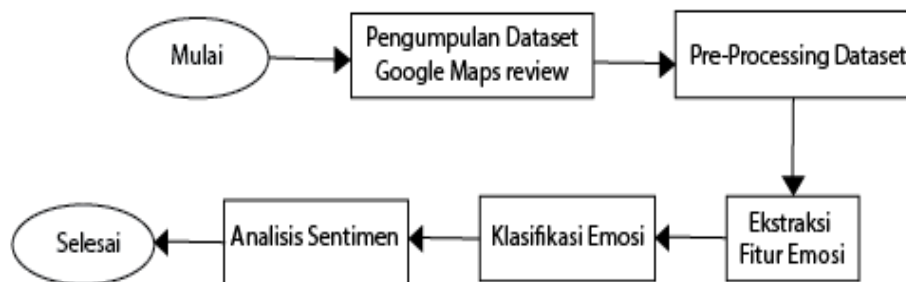 Mulai
Pengumpulan Dataset
Google Maps review
Pre-Processing Dataset
Ekstraksi
Fitur Emosi
Klasifikasi Emosi
Analisis Sentimen
Selesai